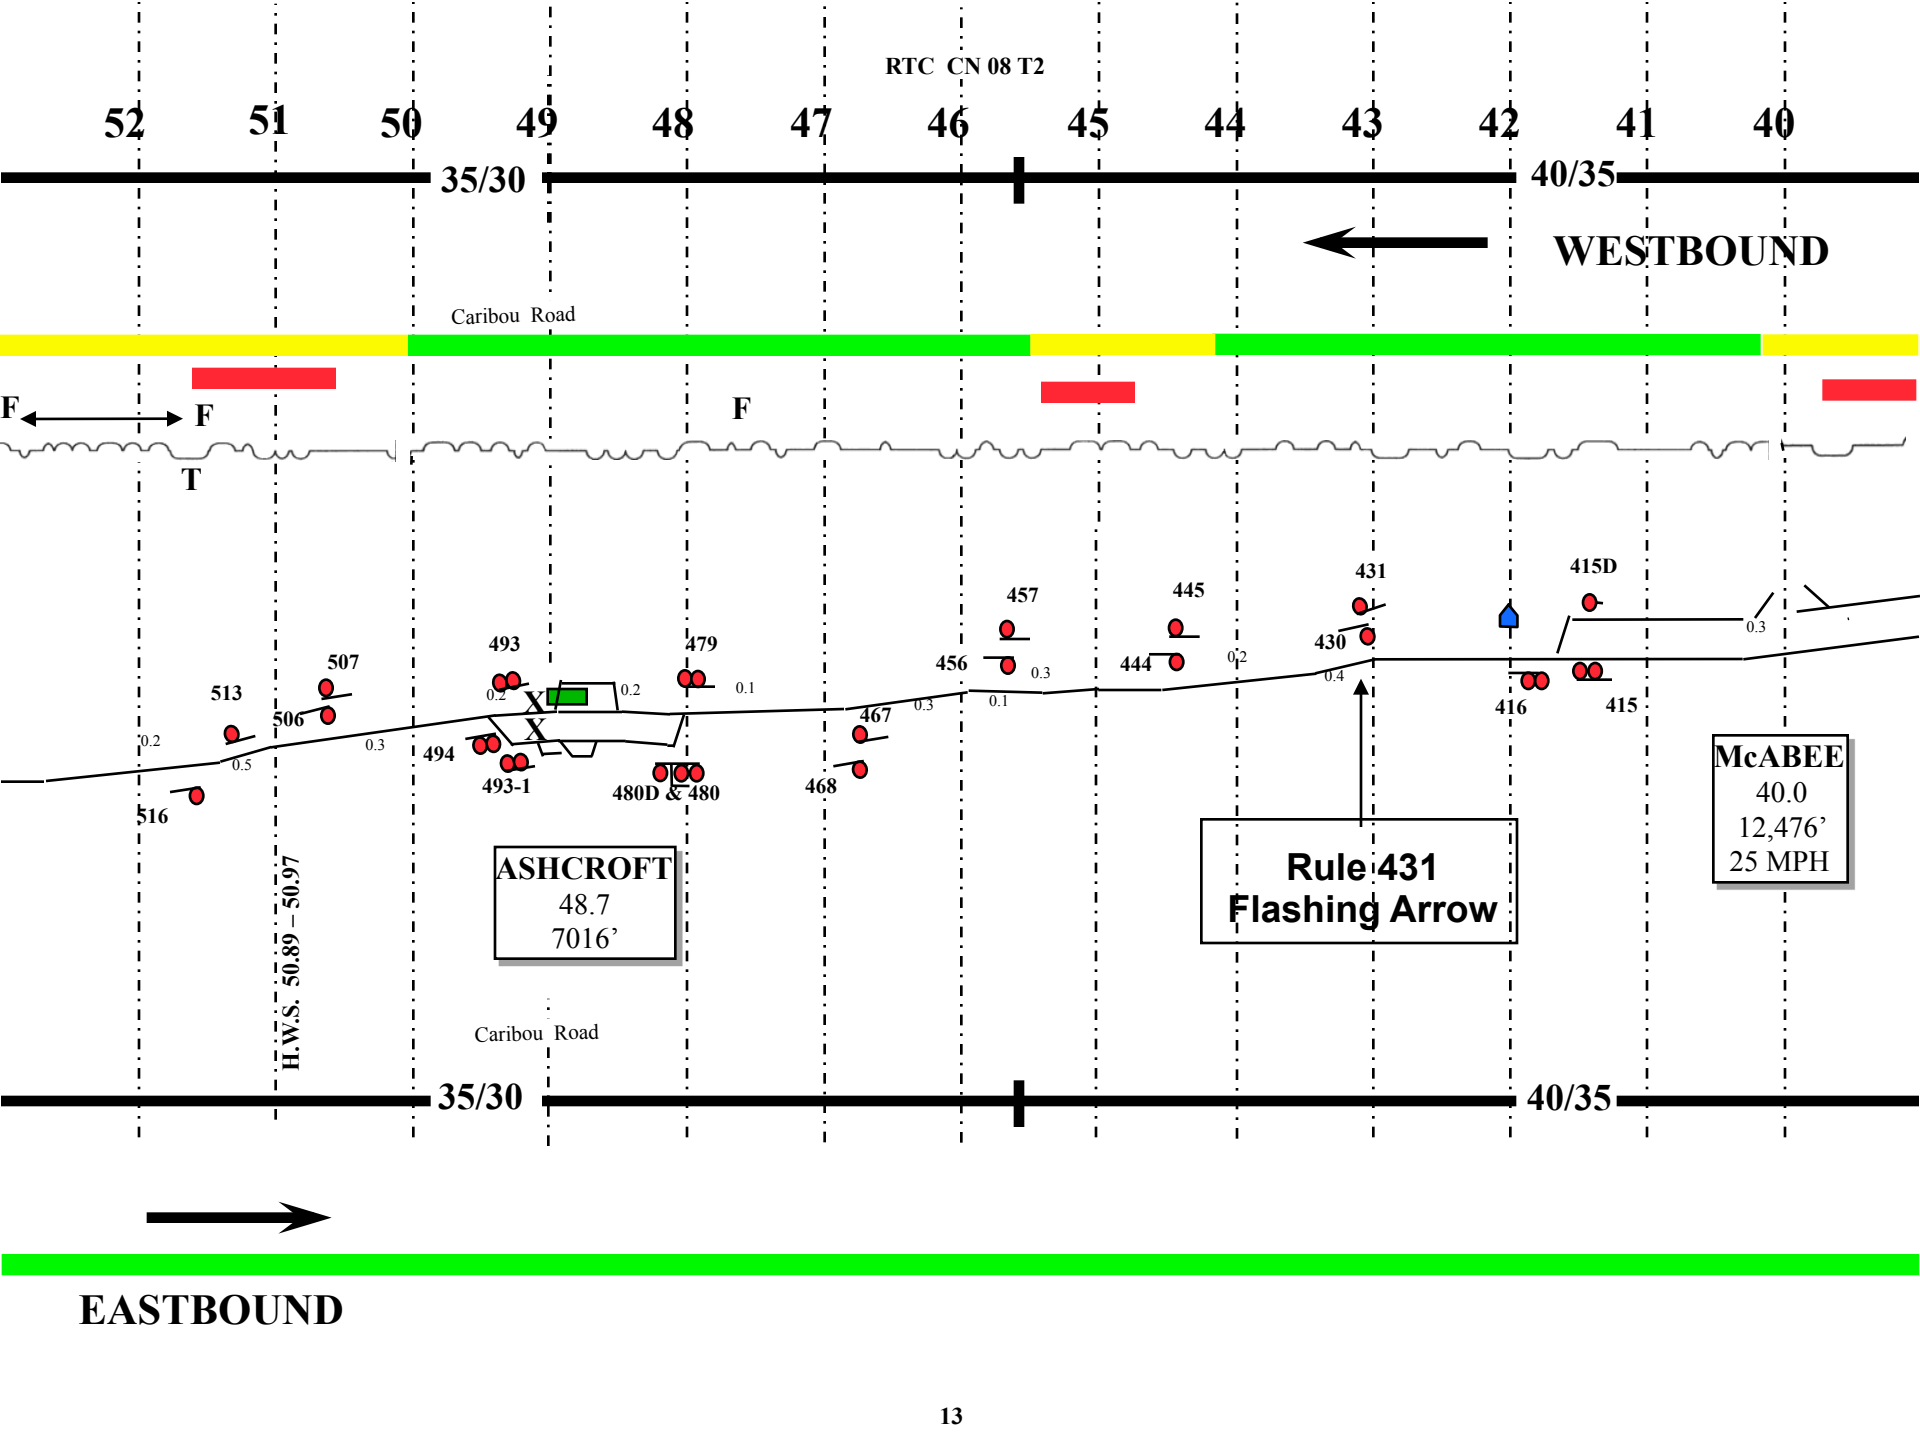 RTC CN 08 T2
52 51 50 49 48 47 46 45 44 43 42 41 40
35/30 40/35
WESTBOUND
Caribou Road
F F F
T
431 415D
457 445
430 0.3
493 479 456 0.3 444 0.2
507 0.4
513 0.2 X 0.2 0.1 0.3 0.1
506 X 467 416 415
0.2 0.3 494
0.5 493-1 480D & 480 468
516
McABEE
40.0
12,476’
25 MPH
Rule 431
Flashing Arrow
ASHCROFT
48.7
7016’
H.W.S. 50.89 – 50.97
Caribou Road
35/30 40/35
EASTBOUND
13